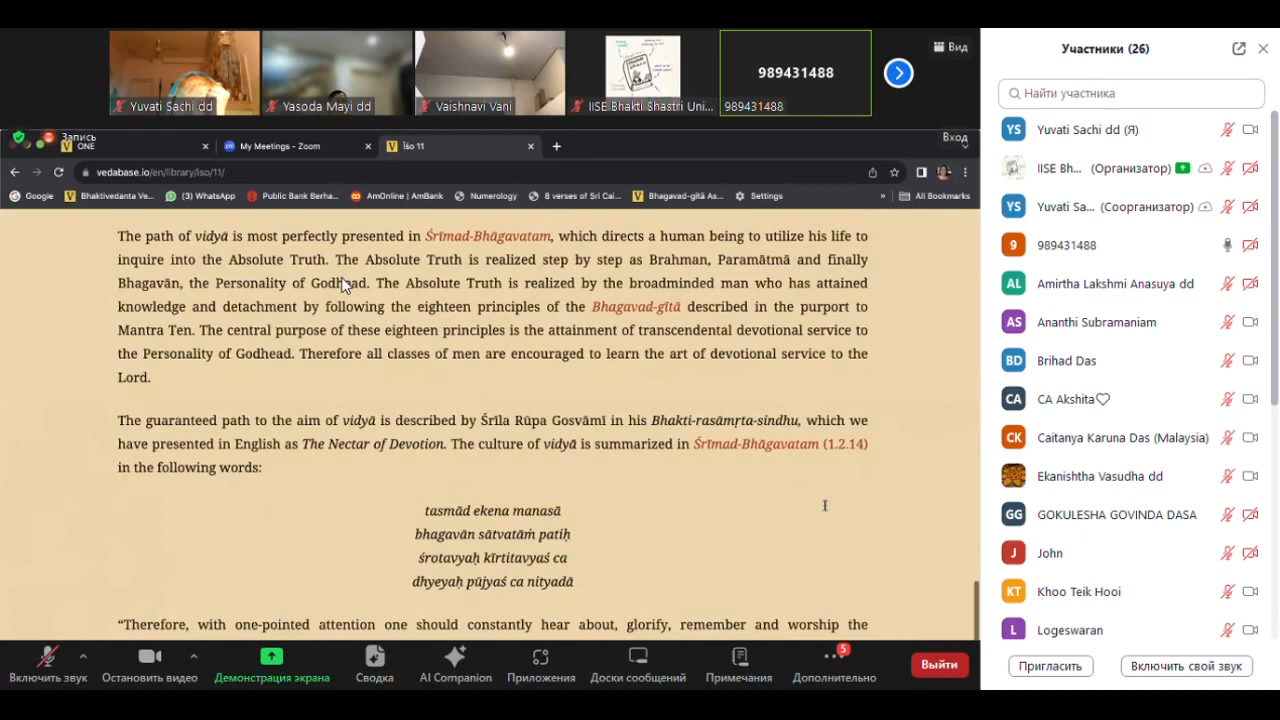 Yuvati Sachi dd
Yasoda Mayi dd
Vaishnavi Vani
IISE Bhakti Shastri Uni...
989431488
989431488
Вид
Запись
ONE
My Meetings - Zoom
Īśo 11
Вход
vedabase.io/en/library/iso/11/
Google
Bhaktivedanta Ve...
(3) WhatsApp
Public Bank Berha...
AmOnline | AmBank
Numerology
8 verses of Sri Cai...
Bhagavad-gītā As...
Settings
»
All Bookmarks
The path of vidyā is most perfectly presented in Śrīmad-Bhāgavatam, which directs a human being to utilize his life to
inquire into the Absolute Truth. The Absolute Truth is realized step by step as Brahman, Paramātmā and finally
Bhagavān, the Personality of Godhead. The Absolute Truth is realized by the broadminded man who has attained
knowledge and detachment by following the eighteen principles of the Bhagavad-gītā described in the purport to
Mantra Ten. The central purpose of these eighteen principles is the attainment of transcendental devotional service to
the Personality of Godhead. Therefore all classes of men are encouraged to learn the art of devotional service to the
Lord.
The guaranteed path to the aim of vidyā is described by Śrīla Rūpa Gosvāmī in his Bhakti-rasāmṛta-sindhu, which we
have presented in English as The Nectar of Devotion. The culture of vidyā is summarized in Śrīmad-Bhāgavatam (1.2.14)
in the following words:
tasmād ekena manasā
bhagavān sātvatāṁ patiḥ
śrotavyaḥ kīrtitavyaś ca
dhyeyaḥ pūjyaś ca nityadā
“Therefore, with one-pointed attention one should constantly hear about, glorify, remember and worship the
Включить звук
Остановить видео
Демонстрация экрана
Сводка
AI Companion
Приложения
Доски сообщений
Примечания
5
Дополнительно
Выйти
Участники (26)
Найти участника
YS Yuvati Sachi dd (Я)
IISE Bh... (Организатор)
YS Yuvati Sa... (Соорганизатор)
9 989431488
AL Amirtha Lakshmi Anasuya dd
AS Ananthi Subramaniam
BD Brihad Das
CA CA Akshita♡
CK Caitanya Karuna Das (Malaysia)
Ekanishtha Vasudha dd
GG GOKULESHA GOVINDA DASA
J John
KT Khoo Teik Hooi
L Logeswaran
Пригласить
Включить свой звук